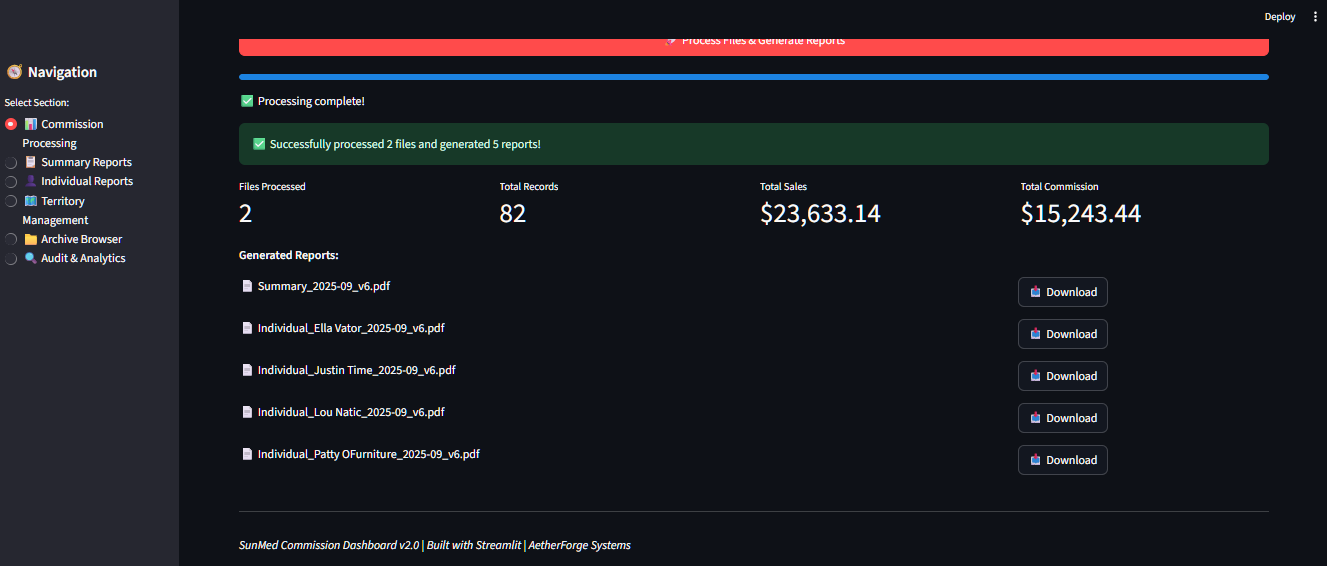 Deploy
Process Files & Generate Reports
Navigation
Select Section:
Commission
Processing
Summary Reports
Individual Reports
Territory
Management
Archive Browser
Audit & Analytics
Processing complete!
Successfully processed 2 files and generated 5 reports!
Files Processed
2
Total Records
82
Total Sales
$23,633.14
Total Commission
$15,243.44
Generated Reports:
Summary_2025-09_v6.pdf
Download
Individual_Ella Vator_2025-09_v6.pdf
Download
Individual_Justin Time_2025-09_v6.pdf
Download
Individual_Lou Natic_2025-09_v6.pdf
Download
Individual_Patty OFurniture_2025-09_v6.pdf
Download
SunMed Commission Dashboard v2.0 | Built with Streamlit | AetherForge Systems